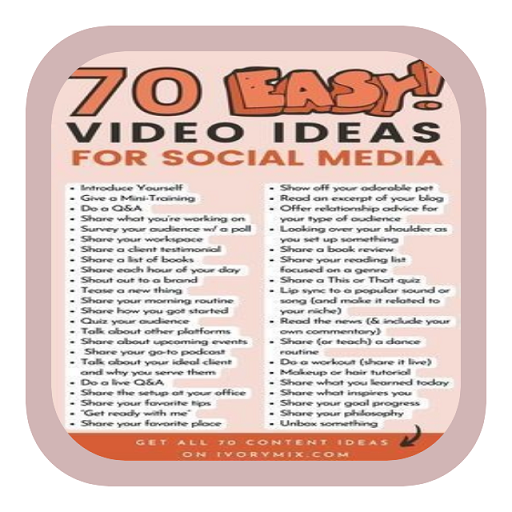 70 EASY!
VIDEO IDEAS
FOR SOCIAL MEDIA
• Introduce Yourself
• Give a Mini-Training
• Do a Q&A
• Share what you're working on
• Survey your audience w/ a poll
• Share your workspace
• Share a client testimonial
• Share a list of books
• Share each hour of your day
• Shout out to a brand
• Tease a new thing
• Share your morning routine
• Share how you got started
• Quiz your audience
• Talk about other platforms
• Share about upcoming events
• Share your go-to podcast
• Talk about your ideal client
and why you serve them
• Do a live Q&A
• Share the setup at your office
• Share your favorite tips
• "Get ready with me"
• Share your favorite place
• Show off your adorable pet
• Read an excerpt of your blog
• Offer relationship advice for
your type of audience
• Looking over your shoulder as
you set up something
• Share a book review
• Share your reading list
focused on a genre
• Share a This or That quiz
• Lip sync to a popular sound or
song (and make it related to
your niche)
• Read the news (& include your
own commentary)
• Share (or teach) a dance
routine
• Do a workout (share it live)
• Makeup or hair tutorial
• Share what you learned today
• Share what inspires you
• Share your goal progress
• Share your philosophy
• Unbox something
GET ALL 70 CONTENT IDEAS
ON IVORYMIX.COM